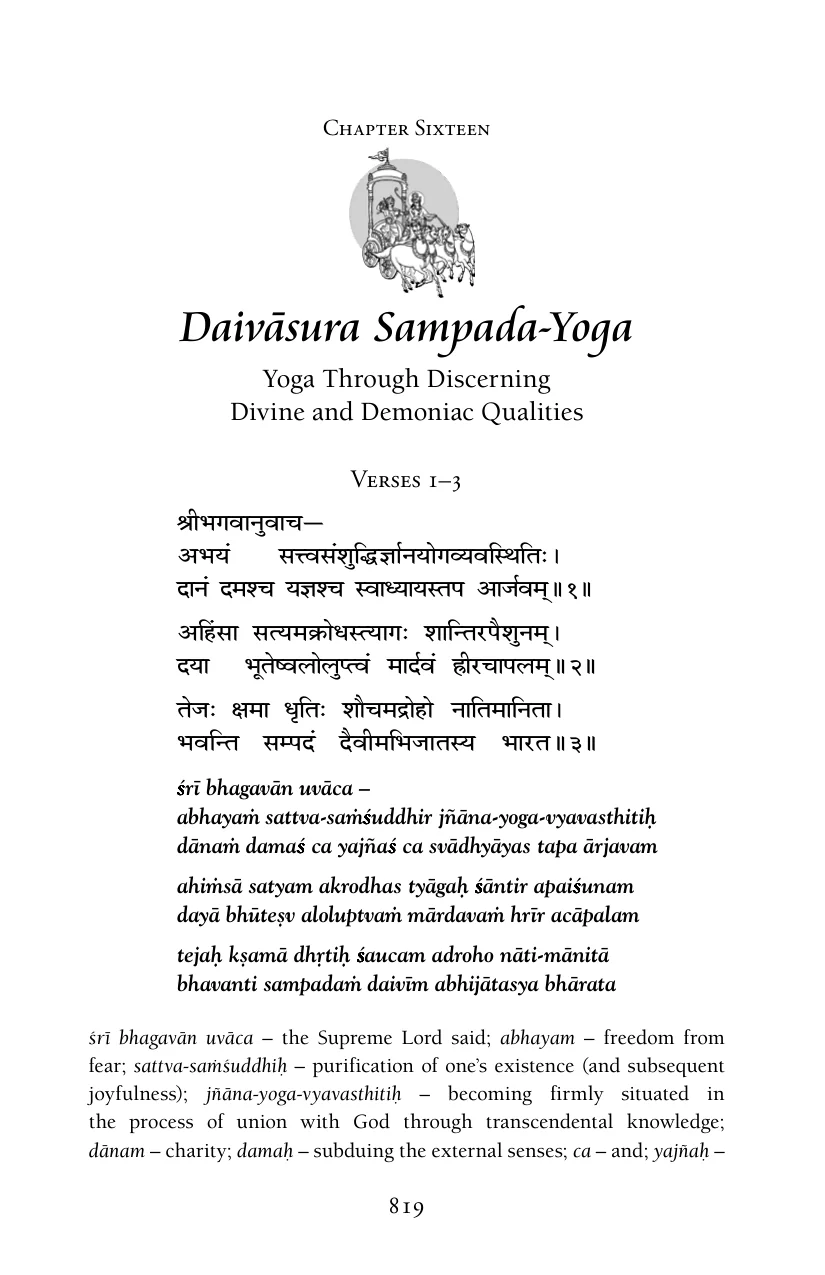 Chapter Sixteen
Daivāsura Sampada-Yoga
Yoga Through Discerning
Divine and Demoniac Qualities
Verses 1–3
श्रीभगवानुवाच—
अभयं सत्त्वसंशुद्धिर्ज्ञानयोगव्यवस्थितिः।
दानं दमश्च यज्ञश्च स्वाध्यायस्तप आर्जवम्॥१॥
अहिंसा सत्यमक्रोधस्त्यागः शान्तिरपैशुनम्।
दया भूतेष्वलोलुप्त्वं मार्दवं ह्रीरचापलम्॥२॥
तेजः क्षमा धृतिः शौचमद्रोहो नातिमानिता।
भवन्ति सम्पदं दैवीमभिजातस्य भारत॥३॥
śrī bhagavān uvāca –
abhayaṁ sattva-saṁśuddhir jñāna-yoga-vyavasthitiḥ
dānaṁ damaś ca yajñaś ca svādhyāyas tapa ārjavam
ahiṁsā satyam akrodhas tyāgaḥ śāntir apaiśunam
dayā bhūteṣv aloluptvaṁ mārdavaṁ hrīr acāpalam
tejaḥ kṣamā dhṛtiḥ śaucam adroho nāti-mānitā
bhavanti sampadaṁ daivīm abhijātasya bhārata
śrī bhagavān uvāca – the Supreme Lord said; abhayam – freedom from
fear; sattva-saṁśuddhiḥ – purification of one’s existence (and subsequent
joyfulness); jñāna-yoga-vyavasthitiḥ – becoming firmly situated in
the process of union with God through transcendental knowledge;
dānam – charity; damaḥ – subduing the external senses; ca – and; yajñaḥ –
819